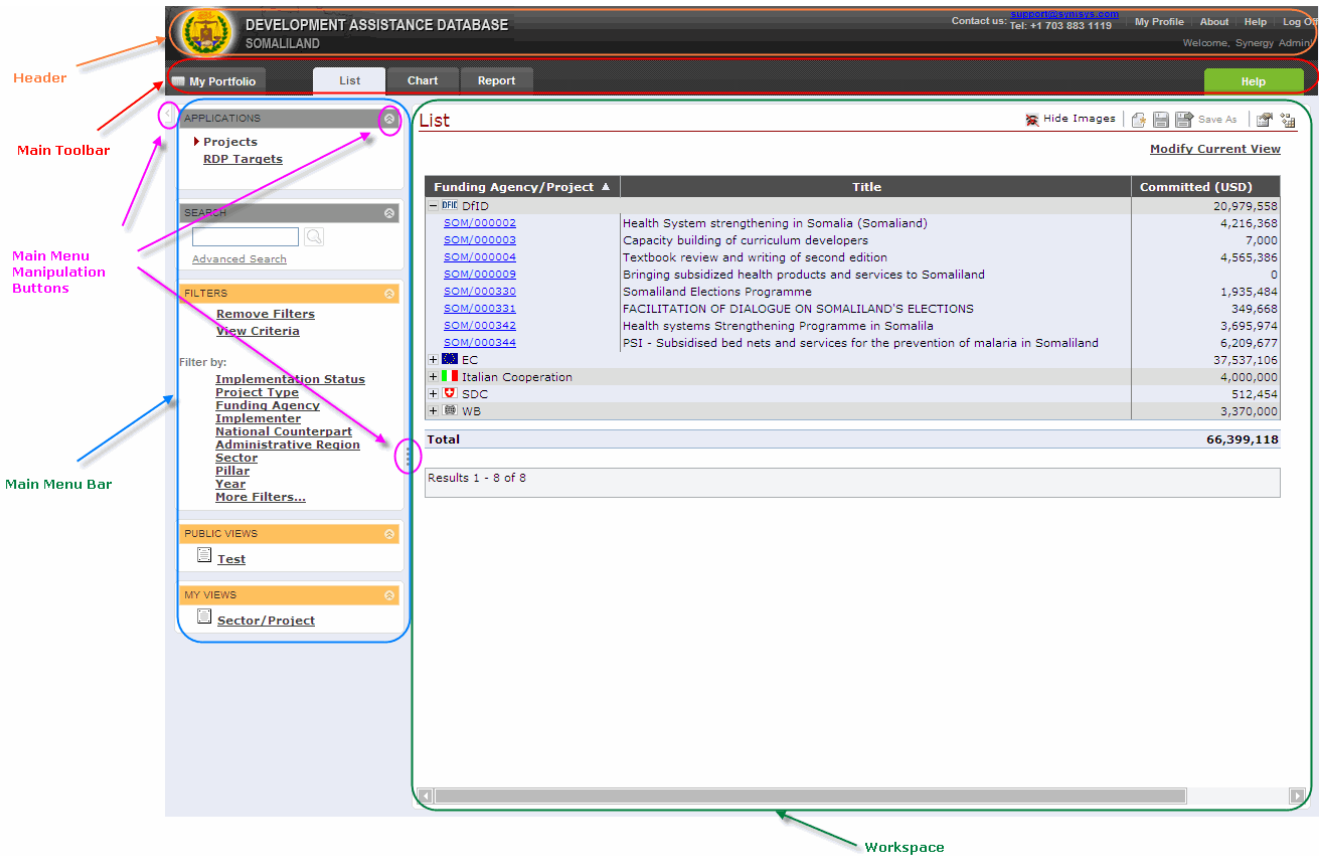 DEVELOPMENT ASSISTANCE DATABASE
SOMALILAND
Contact us: support@synisys.com
Tel: +1 703 883 1119
My Profile About Help Log Off
Welcome, Synergy Admin!
Header
My Portfolio List Chart Report Help
Main Toolbar
APPLICATIONS
Projects
RDP Targets
SEARCH
Advanced Search
Main Menu
Manipulation
Buttons
FILTERS
Remove Filters
View Criteria
Filter by:
Implementation Status
Project Type
Funding Agency
Implementer
National Counterpart
Administrative Region
Sector
Pillar
Year
More Filters...
Main Menu Bar
PUBLIC VIEWS
Test
MY VIEWS
Sector/Project
List
Hide Images Save As
Modify Current View
Funding Agency/Project Title Committed (USD)
DFID DfID 20,979,558
SOM/000002 Health System strengthening in Somalia (Somaliand) 4,216,368
SOM/000003 Capacity building of curriculum developers 7,000
SOM/000004 Textbook review and writing of second edition 4,565,386
SOM/000009 Bringing subsidized health products and services to Somaliland 0
SOM/000330 Somaliland Elections Programme 1,935,484
SOM/000331 FACILITATION OF DIALOGUE ON SOMALILAND'S ELECTIONS 349,668
SOM/000342 Health systems Strengthening Programme in Somalila 3,695,974
SOM/000344 PSI - Subsidised bed nets and services for the prevention of malaria in Somaliland 6,209,677
EC 37,537,106
Italian Cooperation 4,000,000
SDC 512,454
WB 3,370,000
Total 66,399,118
Results 1 - 8 of 8
Workspace